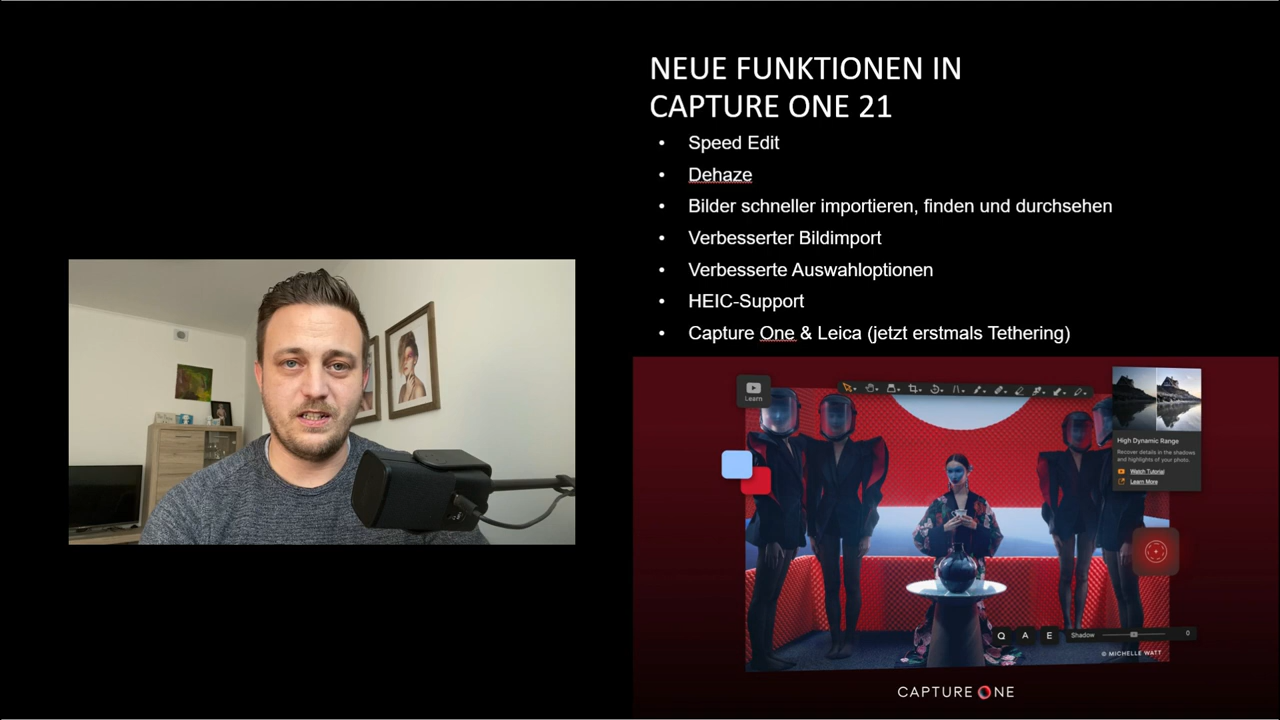 NEUE FUNKTIONEN IN
CAPTURE ONE 21
• Speed Edit
• Dehaze
• Bilder schneller importieren, finden und durchsehen
• Verbesserter Bildimport
• Verbesserte Auswahloptionen
• HEIC-Support
• Capture One & Leica (jetzt erstmals Tethering)
Learn
High Dynamic Range
Recover details in the shadows
and highlights of your photo.
Watch Tutorial
Learn More
Q A E Shadow 0
© MICHELLE WATT
CAPTURE ONE